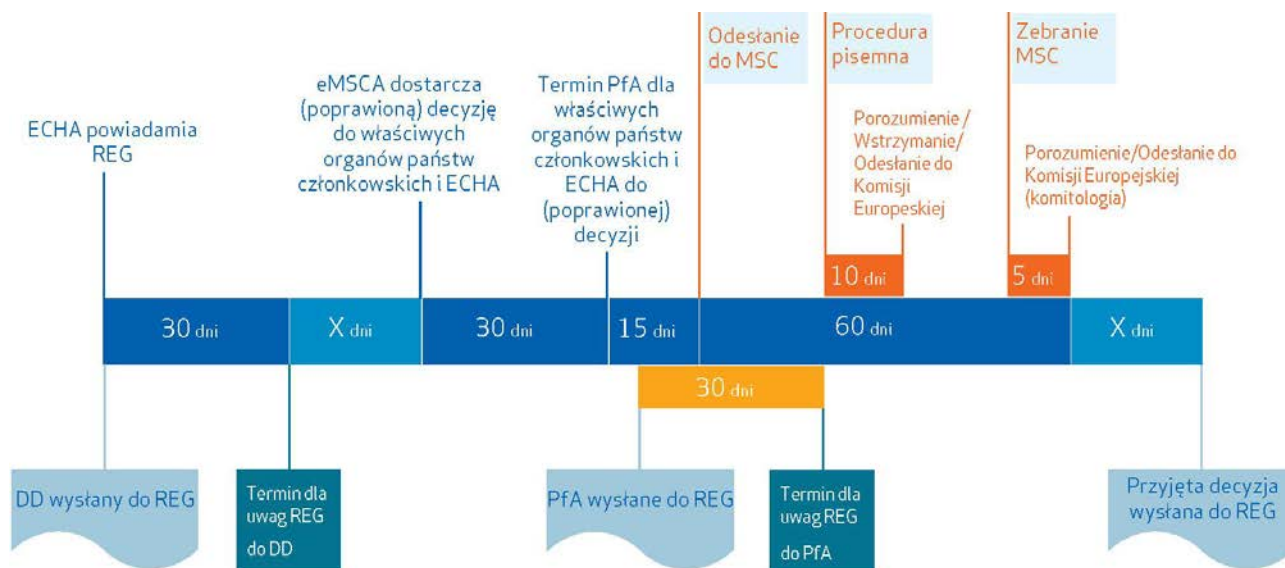 ECHA powiadamia
REG
eMSCA dostarcza
(poprawioną) decyzję
do właściwych
organów państw
członkowskich i ECHA
Termin PfA dla
właściwych
organów państw
członkowskich i
ECHA do
(poprawionej)
decyzji
Odesłanie
do MSC
Procedura
pisemna
Porozumienie /
Wstrzymanie/
Odesłanie do
Komisji
Europeskiej
Zebranie
MSC
Porozumienie/Odesłanie do
Komisji Europejskiej
(komitologia)
10 dni
5 dni
30 dni
X dni
30 dni
15 dni
60 dni
X dni
30 dni
DD wysłany do REG
Termin dla
uwag REG
do DD
PfA wysłane do REG
Termin dla
uwag REG
do PfA
Przyjęta decyzja
wysłana do REG